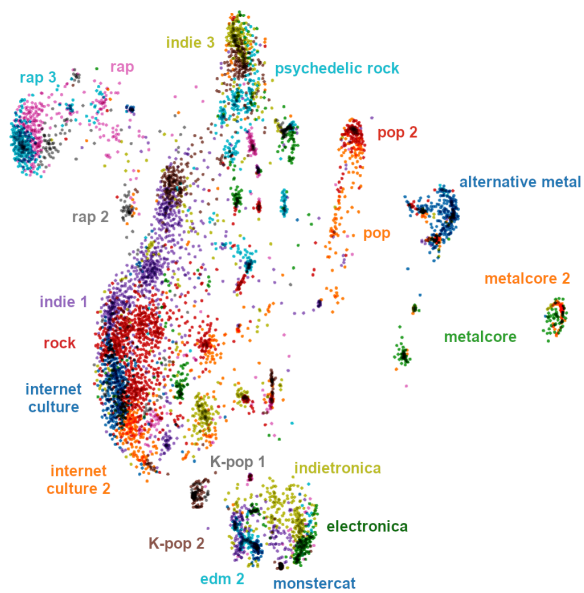 indie 3
rap
psychedelic rock
rap 3
pop 2
alternative metal
rap 2
pop
metalcore 2
indie 1
metalcore
rock
internet
culture
K-pop 1
indietronica
internet
culture 2
electronica
K-pop 2
edm 2
monstercat